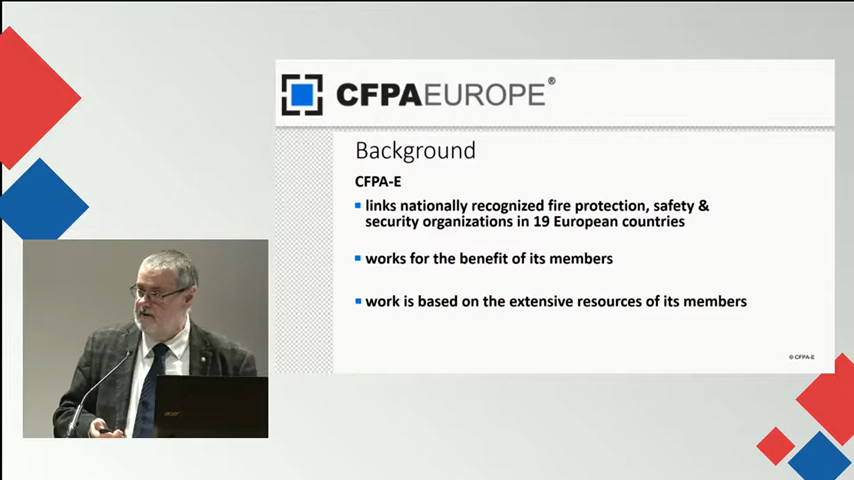 CFPAEUROPE®
Background
CFPA-E
links nationally recognized fire protection, safety &
security organizations in 19 European countries
works for the benefit of its members
work is based on the extensive resources of its members
© CFPA-E
acer